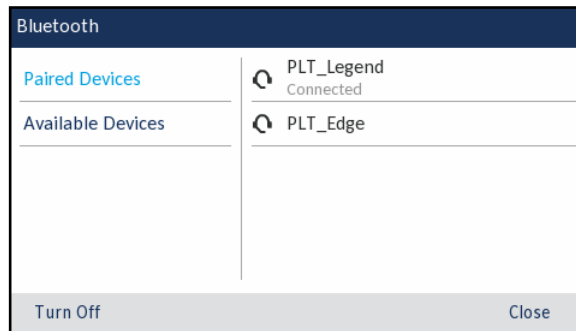 Bluetooth
Paired Devices
Available Devices
PLT_Legend
Connected
PLT_Edge
Turn Off
Close